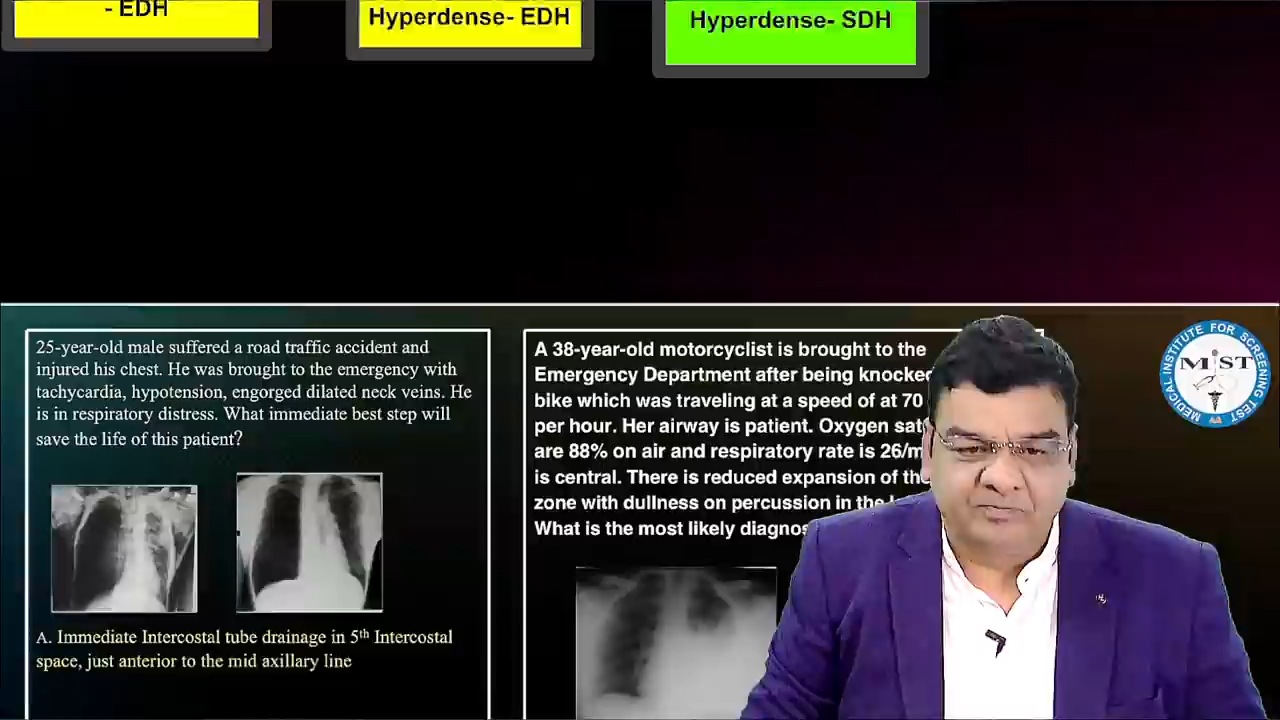 - EDH
Hyperdense- EDH
Hyperdense- SDH
25-year-old male suffered a road traffic accident and
injured his chest. He was brought to the emergency with
tachycardia, hypotension, engorged dilated neck veins. He
is in respiratory distress. What immediate best step will
save the life of this patient?
A. Immediate Intercostal tube drainage in 5th Intercostal
space, just anterior to the mid axillary line
A 38-year-old motorcyclist is brought to the
Emergency Department after being knocked
bike which was traveling at a speed of at 70
per hour. Her airway is patient. Oxygen sat
are 88% on air and respiratory rate is 26/m
is central. There is reduced expansion of th
zone with dullness on percussion in the
What is the most likely diagnos
MIST
MEDICAL INSTITUTE FOR SCREENING TEST